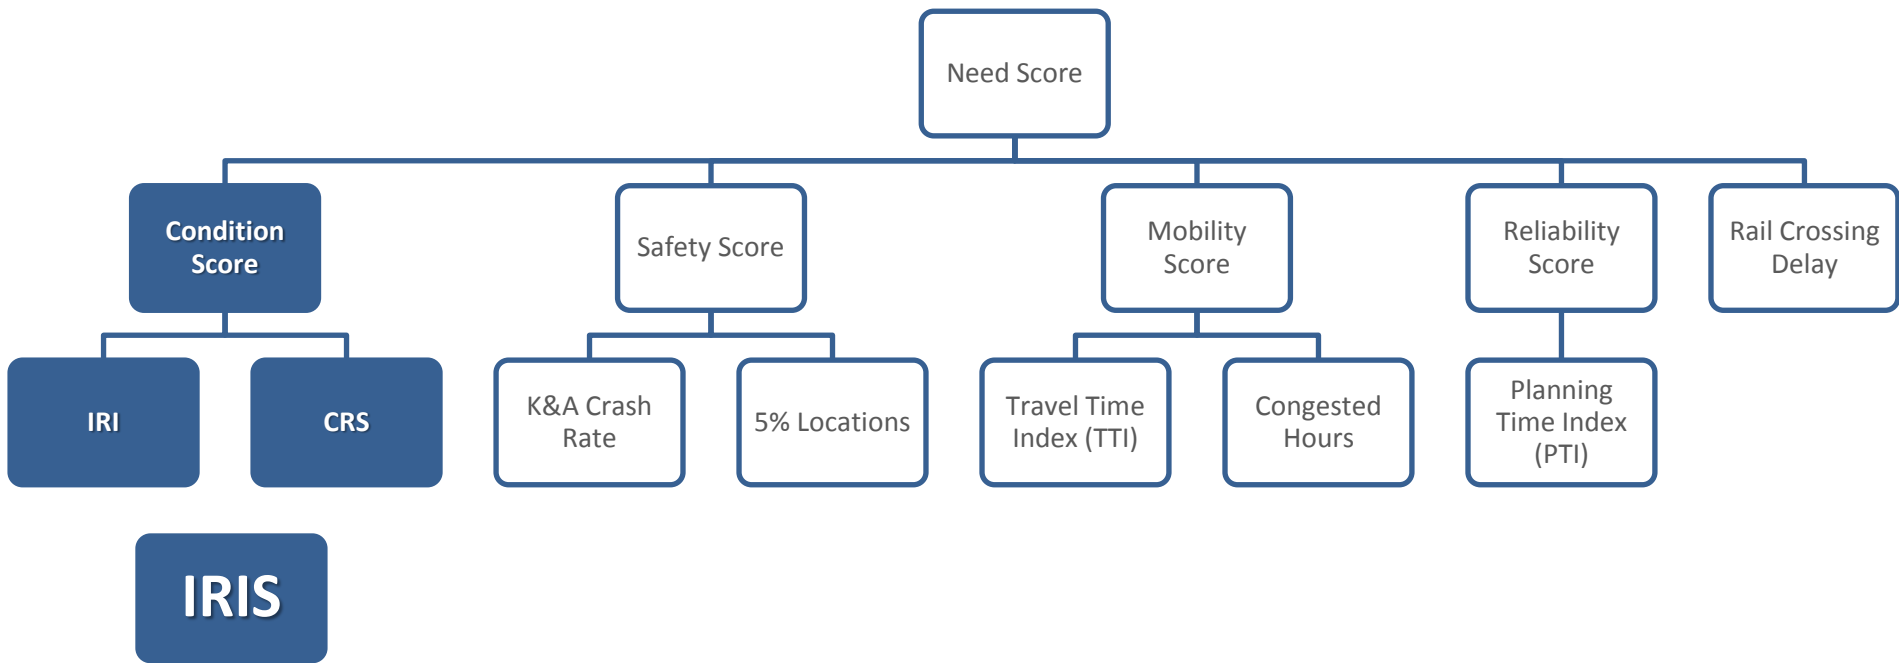 Need Score
Condition
Score
Safety Score
Mobility
Score
Reliability
Score
Rail Crossing
Delay
IRI
CRS
K&A Crash
Rate
5% Locations
Travel Time
Index (TTI)
Congested
Hours
Planning
Time Index
(PTI)
IRIS